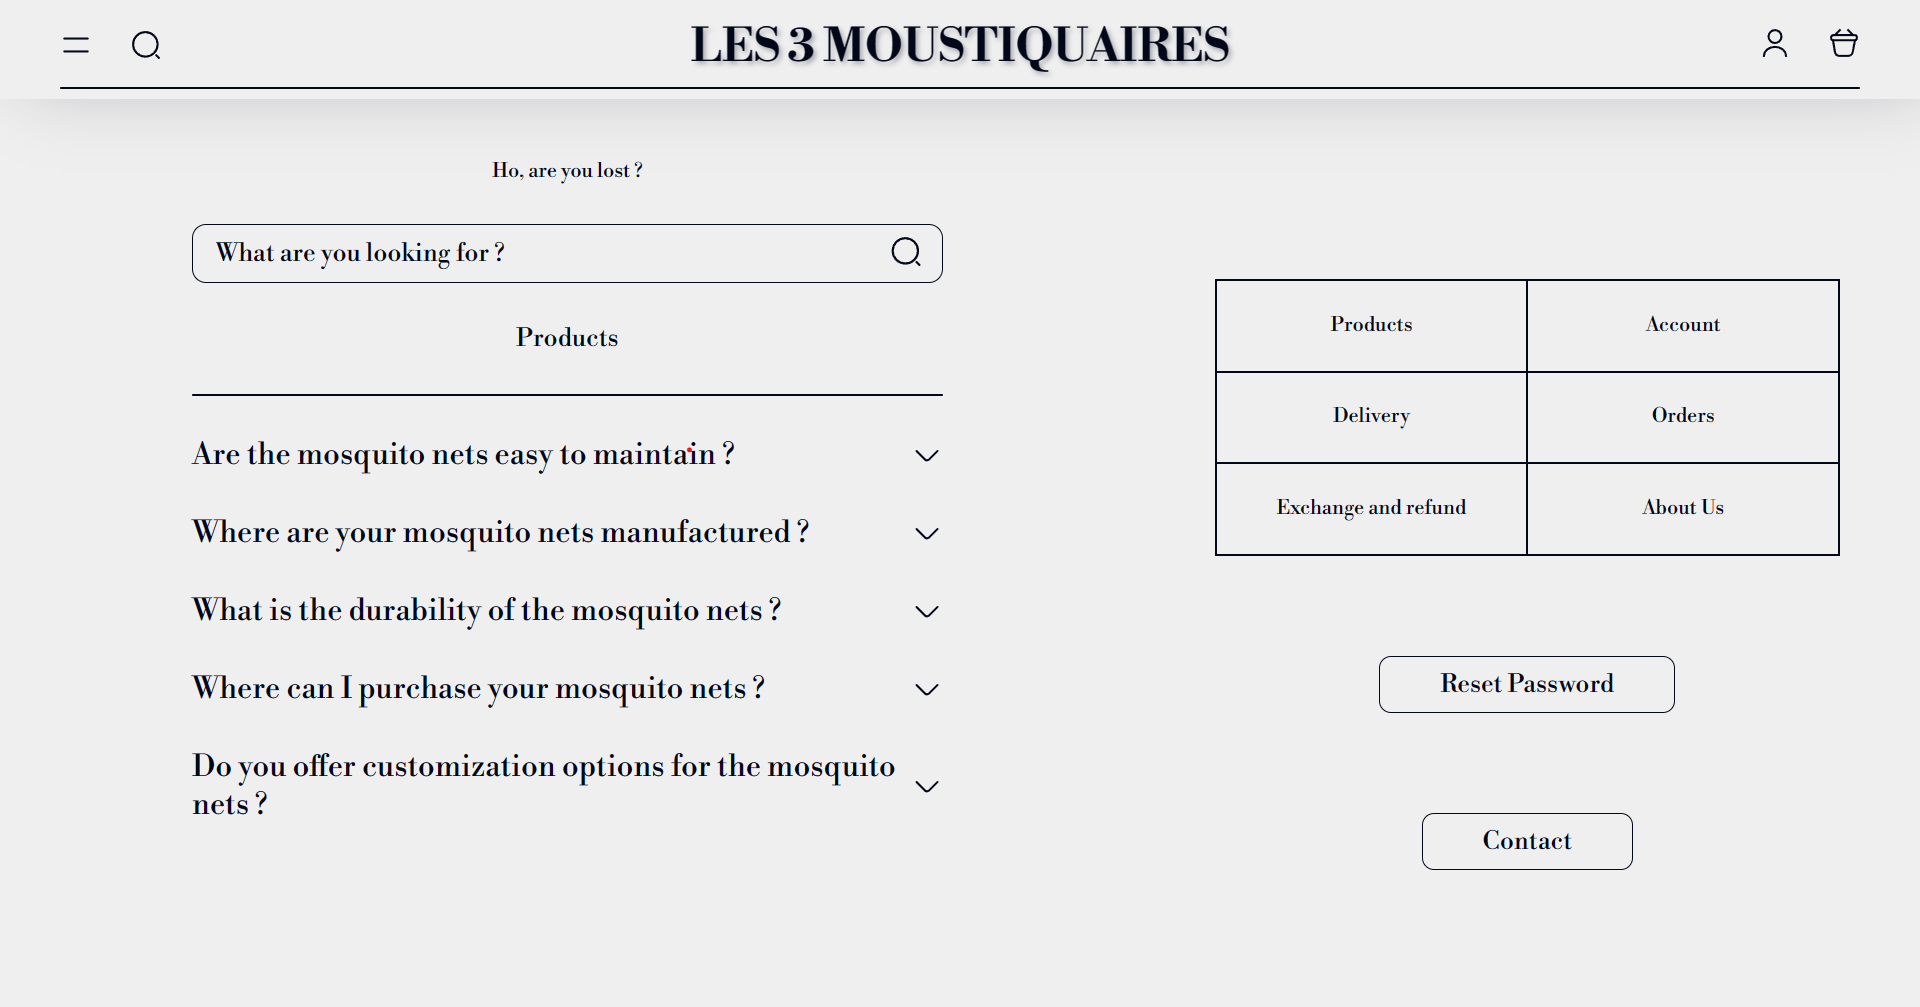 LES 3 MOUSTIQUAIRES
Ho, are you lost ?
What are you looking for ?
Products
Are the mosquito nets easy to maintain ?
Where are your mosquito nets manufactured ?
What is the durability of the mosquito nets ?
Where can I purchase your mosquito nets ?
Do you offer customization options for the mosquito
nets ?
Products
Account
Delivery
Orders
Exchange and refund
About Us
Reset Password
Contact